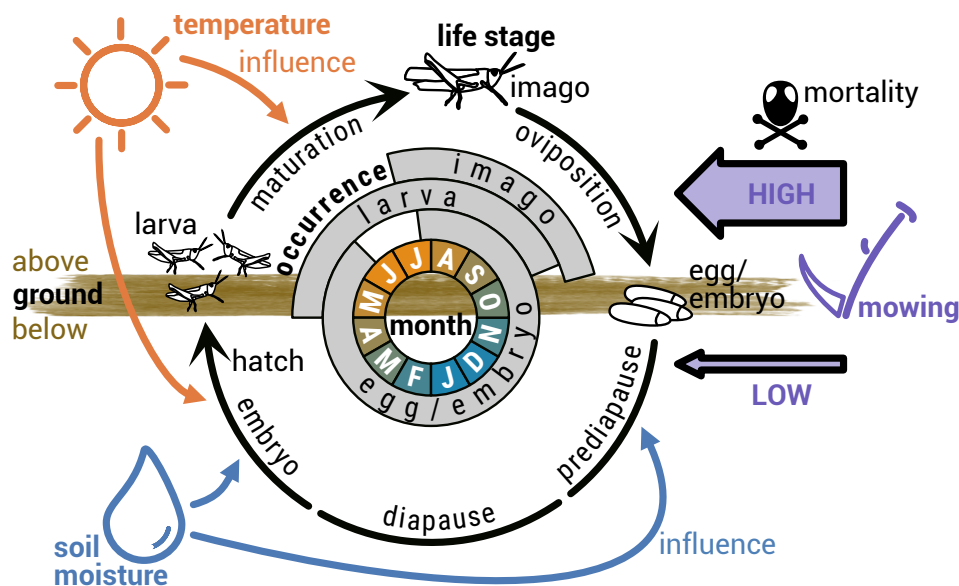 temperature
influence
life stage
imago
mortality
maturation
oviposition
occurrence
imago
larva
HIGH
larva
above
ground
below
egg/
embryo
mowing
J
A
S
O
N
D
J
F
M
A
M
J
month
egg/embryo
hatch
LOW
embryo
prediapause
diapause
soil
moisture
influence